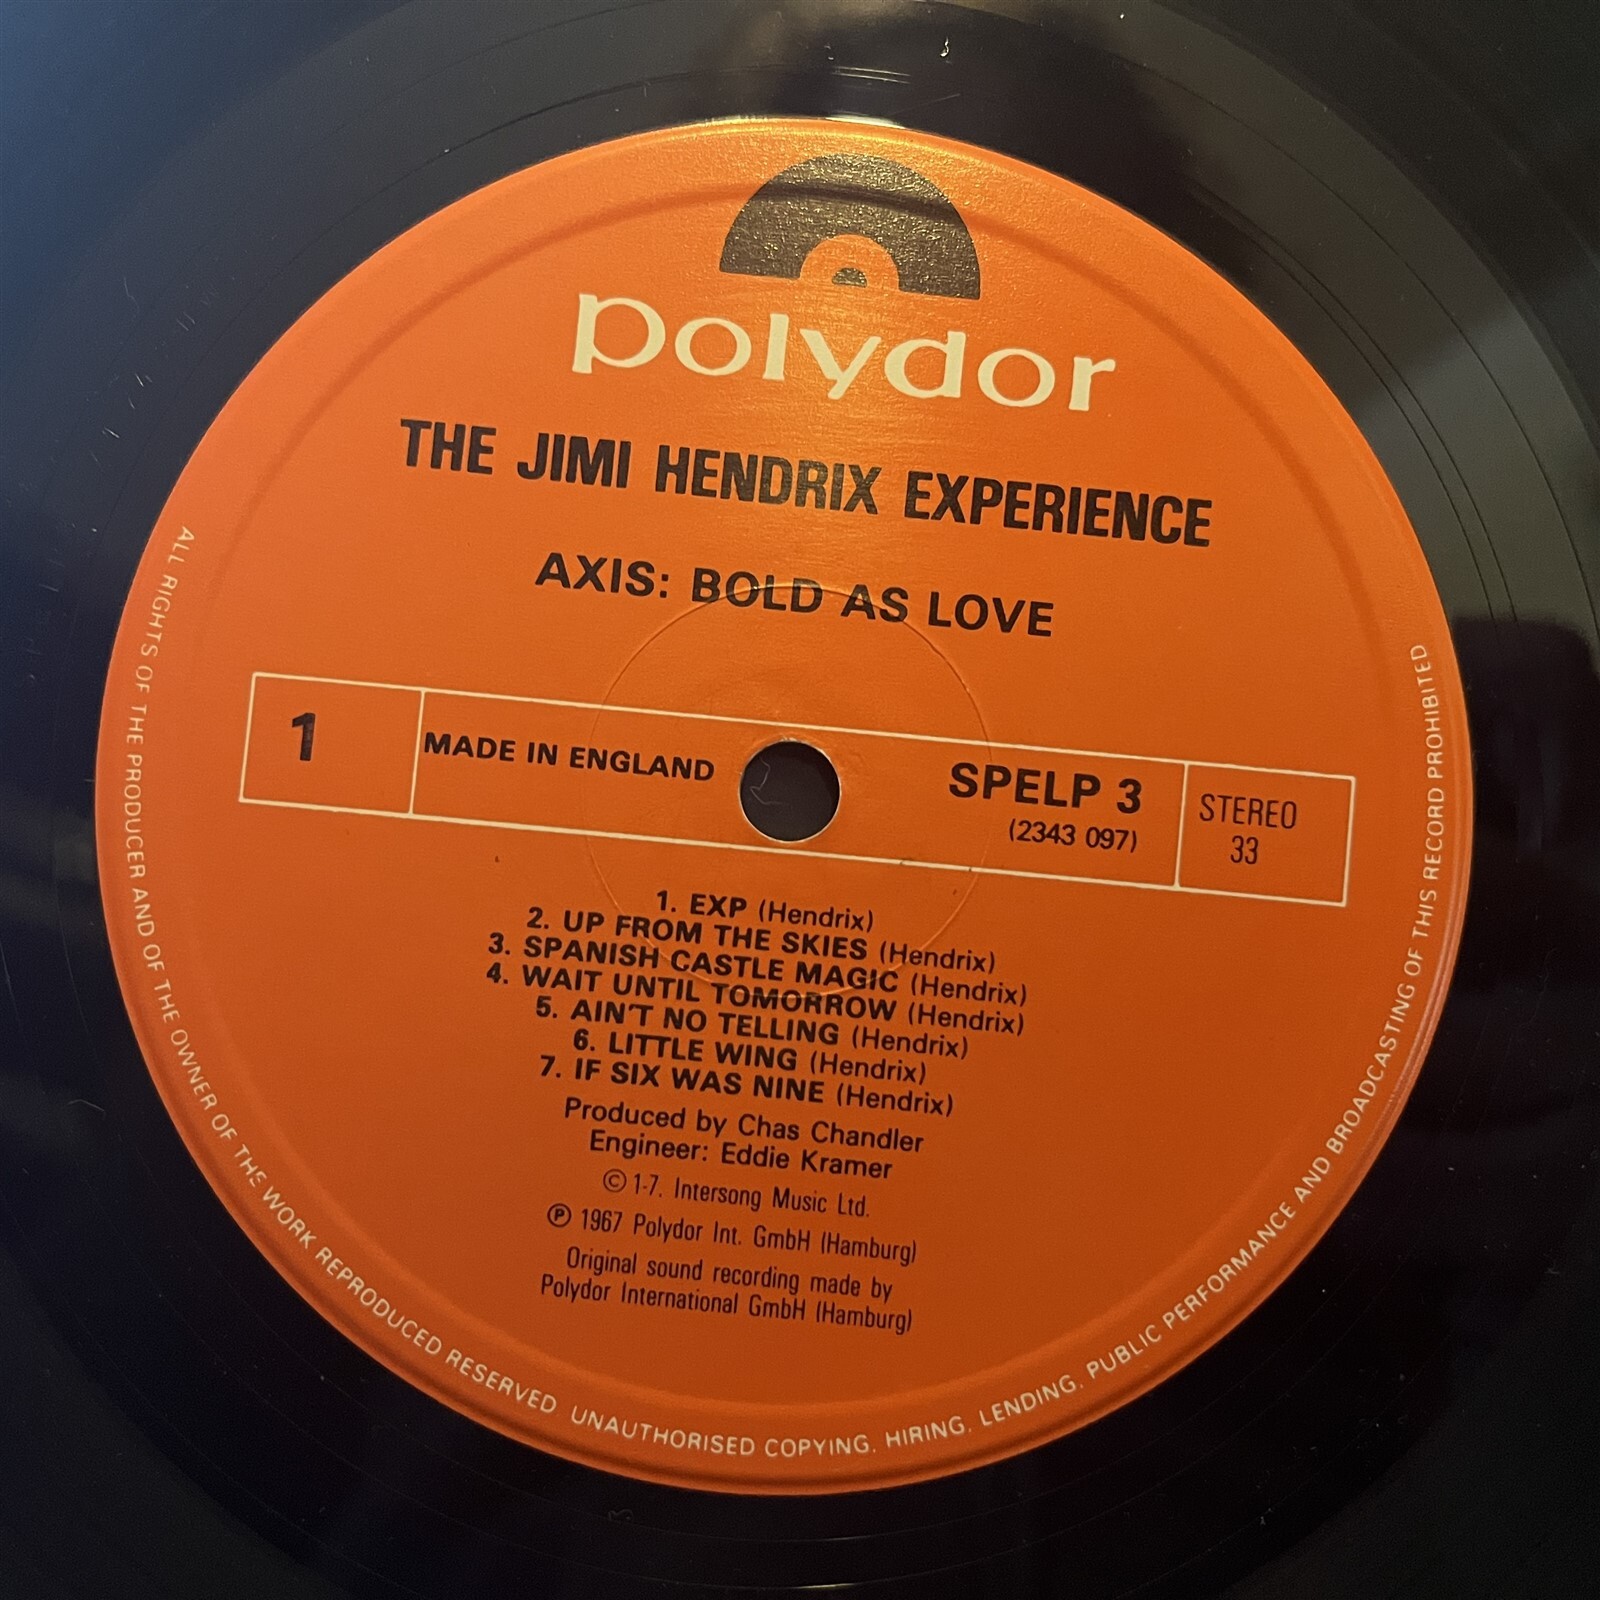 polydor
THE JIMI HENDRIX EXPERIENCE
AXIS: BOLD AS LOVE
1
MADE IN ENGLAND
SPELP 3
(2343 097)
STEREO
33
1. EXP (Hendrix)
2. UP FROM THE SKIES (Hendrix)
3. SPANISH CASTLE MAGIC (Hendrix)
4. WAIT UNTIL TOMORROW (Hendrix)
5. AIN'T NO TELLING (Hendrix)
6. LITTLE WING (Hendrix)
7. IF SIX WAS NINE (Hendrix)
Produced by Chas Chandler
Engineer: Eddie Kramer
© 1-7. Intersong Music Ltd.
℗ 1967 Polydor Int. GmbH (Hamburg)
Original sound recording made by
Polydor International GmbH (Hamburg)
ALL RIGHTS OF THE PRODUCER AND OF THE OWNER OF THE WORK REPRODUCED RESERVED UNAUTHORISED COPYING, HIRING, LENDING, PUBLIC PERFORMANCE AND BROADCASTING OF THIS RECORD PROHIBITED